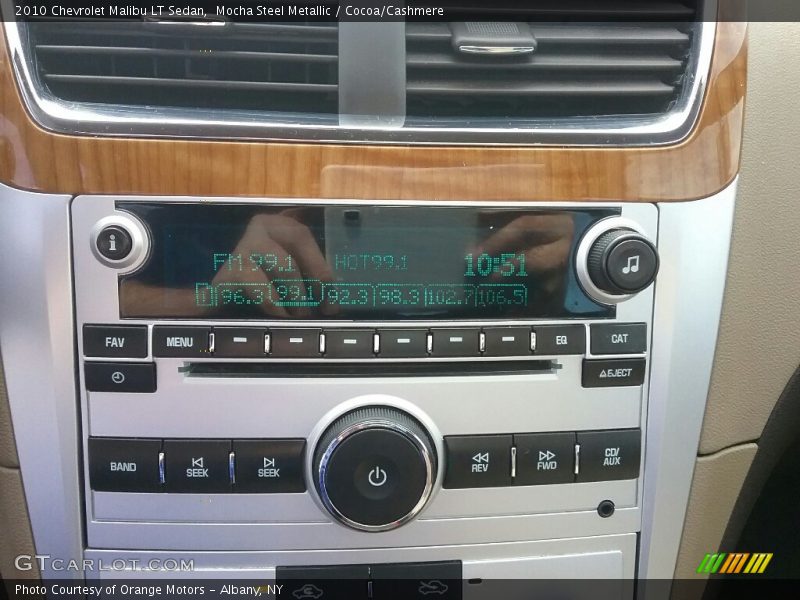 2010 Chevrolet Malibu LT Sedan,  Mocha Steel Metallic / Cocoa/Cashmere
i
FM 99.1 HOT99.1 10:51
1 96.3 99.1 92.3 98.3 102.7 106.5
FAV MENU EQ CAT
EJECT
BAND SEEK SEEK REV FWD CD/AUX
GTCARLOT.COM
Photo Courtesy of Orange Motors - Albany, NY